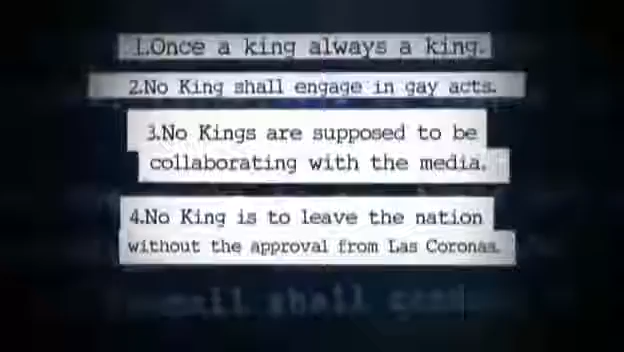 1.Once a king always a king.
2.No King shall engage in gay acts.
3.No Kings are supposed to be
collaborating with the media.
4.No King is to leave the nation
without the approval from Las Coronas.
shall